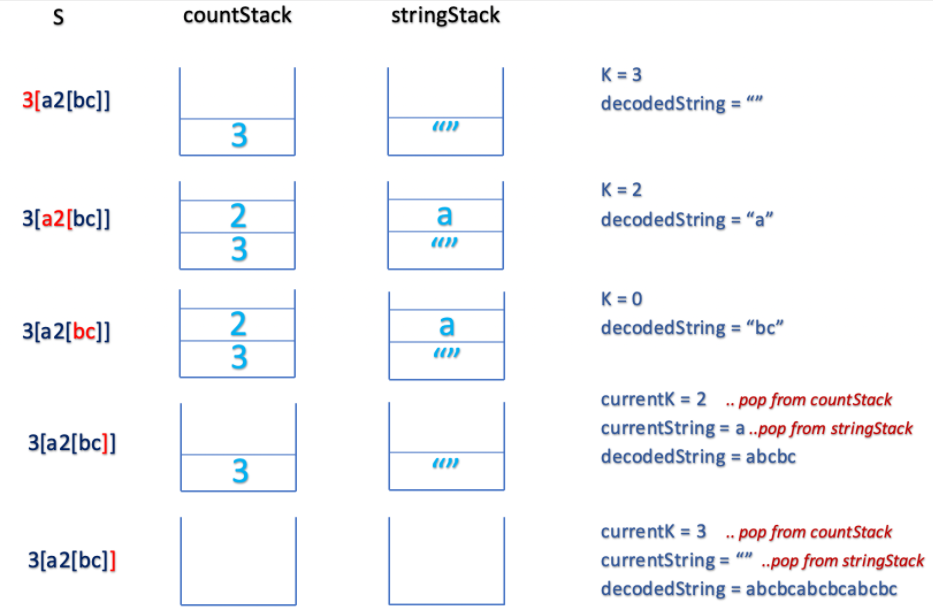 S countStack stringStack
3[a2[bc]]
3
“”
K = 3
decodedString = “”
3[a2[bc]]
2
3
a
“”
K = 2
decodedString = “a”
3[a2[bc]]
2
3
a
“”
K = 0
decodedString = “bc”
3[a2[bc]]
3
“”
currentK = 2 .. pop from countStack
currentString = a ..pop from stringStack
decodedString = abcbc
3[a2[bc]]
currentK = 3 .. pop from countStack
currentString = “” ..pop from stringStack
decodedString = abcbcabcbcabcbc